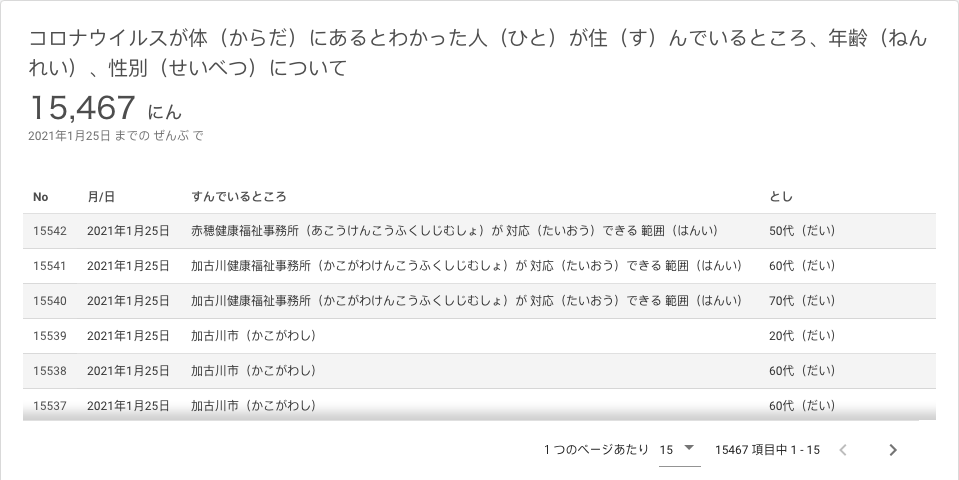 コロナウイルスが体（からだ）にあるとわかった人（ひと）が住（す）んでいるところ、年齢（ねん
れい）、性別（せいべつ）について
15,467 にん
2021年1月25日 までの ぜんぶ で
No 月/日 すんでいるところ とし
15542 2021年1月25日 赤穂健康福祉事務所（あこうけんこうふくしじむしょ）が 対応（たいおう）できる 範囲（はんい） 50代（だい）
15541 2021年1月25日 加古川健康福祉事務所（かこがわけんこうふくしじむしょ）が 対応（たいおう）できる 範囲（はんい） 60代（だい）
15540 2021年1月25日 加古川健康福祉事務所（かこがわけんこうふくしじむしょ）が 対応（たいおう）できる 範囲（はんい） 70代（だい）
15539 2021年1月25日 加古川市（かこがわし） 20代（だい）
15538 2021年1月25日 加古川市（かこがわし） 60代（だい）
15537 2021年1月25日 加古川市（かこがわし） 60代（だい）
1 つのページあたり 15 15467 項目中 1 - 15